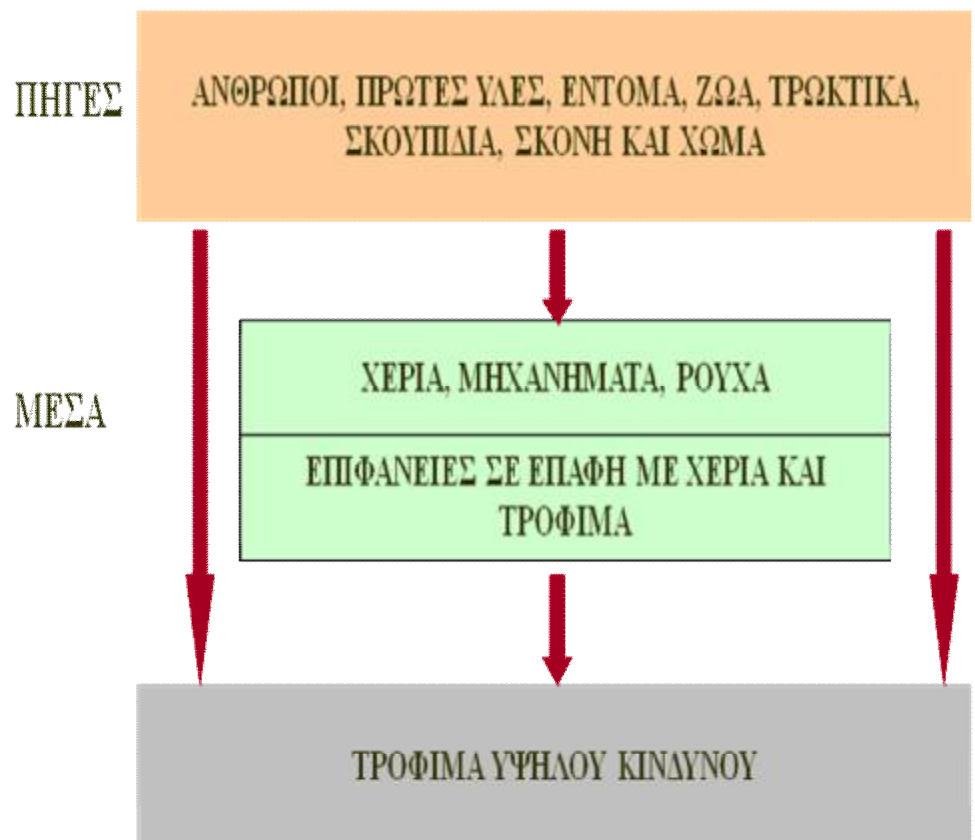 ΠΗΓΕΣ
ΑΝΘΡΩΠΟΙ, ΠΡΩΤΕΣ ΥΛΕΣ, ΕΝΤΟΜΑ, ΖΩΑ, ΤΡΩΚΤΙΚΑ,
ΣΚΟΥΠΙΔΙΑ, ΣΚΟΝΗ ΚΑΙ ΧΩΜΑ
ΜΕΣΑ
ΧΕΡΙΑ, ΜΗΧΑΝΗΜΑΤΑ, ΡΟΥΧΑ
ΕΠΙΦΑΝΕΙΕΣ ΣΕ ΕΠΑΦΗ ΜΕ ΧΕΡΙΑ ΚΑΙ
ΤΡΟΦΙΜΑ
ΤΡΟΦΙΜΑ ΥΨΗΛΟΥ ΚΙΝΔΥΝΟΥ